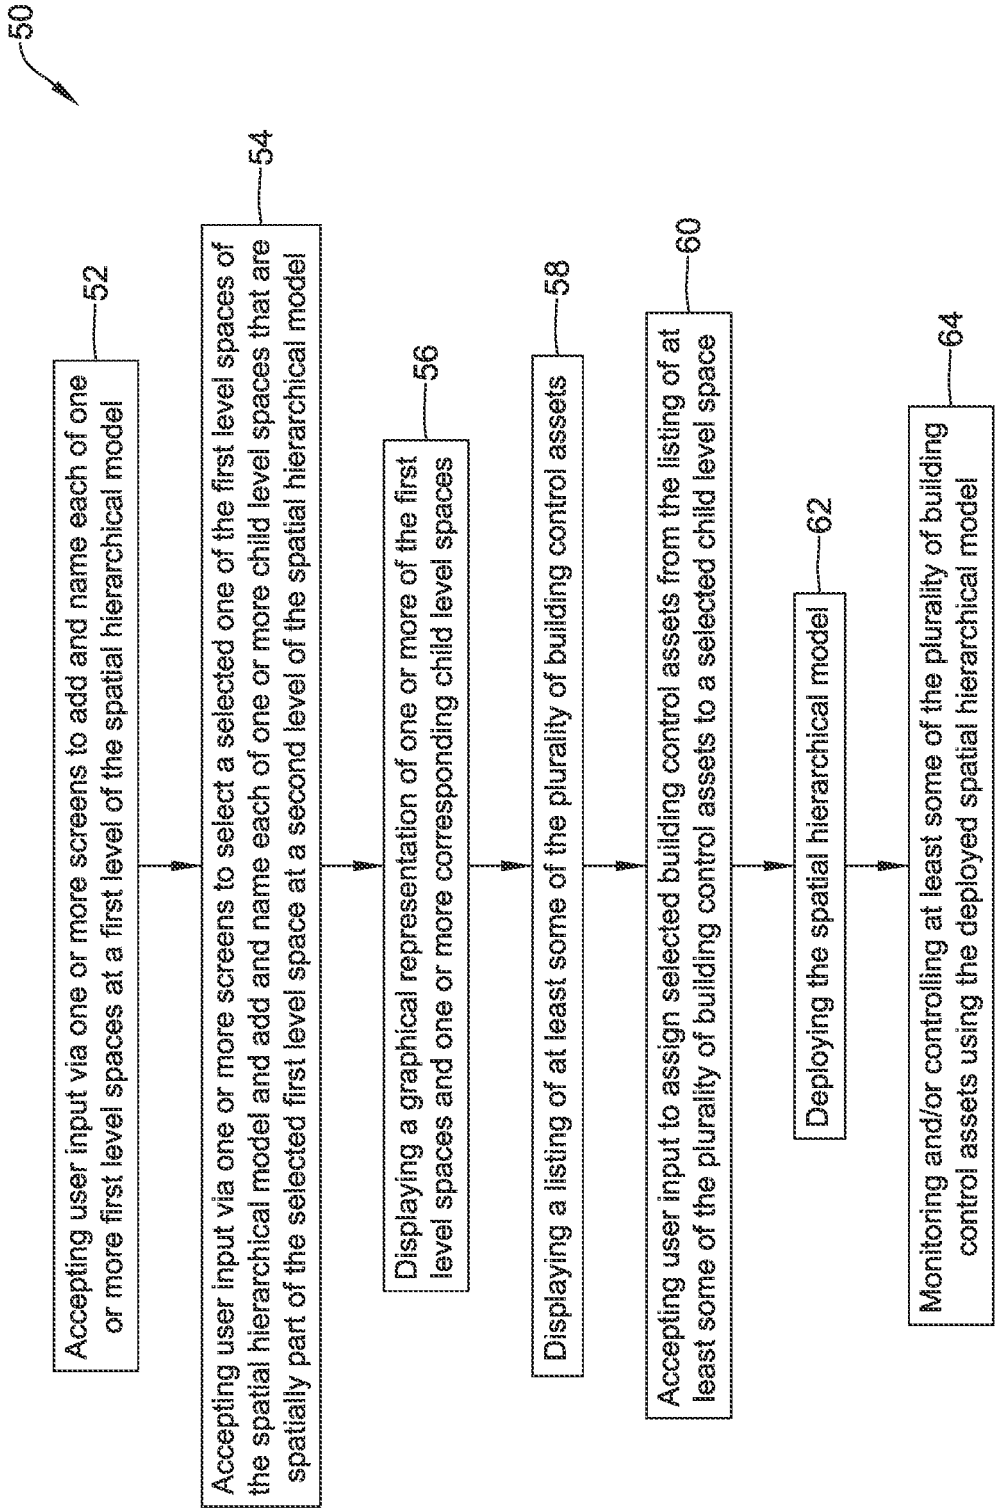 50
52
Accepting user input via one or more screens to add and name each of one
or more first level spaces at a first level of the spatial hierarchical model
54
Accepting user input via one or more screens to select a selected one of the first level spaces of
the spatial hierarchical model and add and name each of one or more child level spaces that are
spatially part of the selected first level space at a second level of the spatial hierarchical model
56
Displaying a graphical representation of one or more of the first
level spaces and one or more corresponding child level spaces
58
Displaying a listing of at least some of the plurality of building control assets
60
Accepting user input to assign selected building control assets from the listing of at
least some of the plurality of building control assets to a selected child level space
62
Deploying the spatial hierarchical model
64
Monitoring and/or controlling at least some of the plurality of building
control assets using the deployed spatial hierarchical model